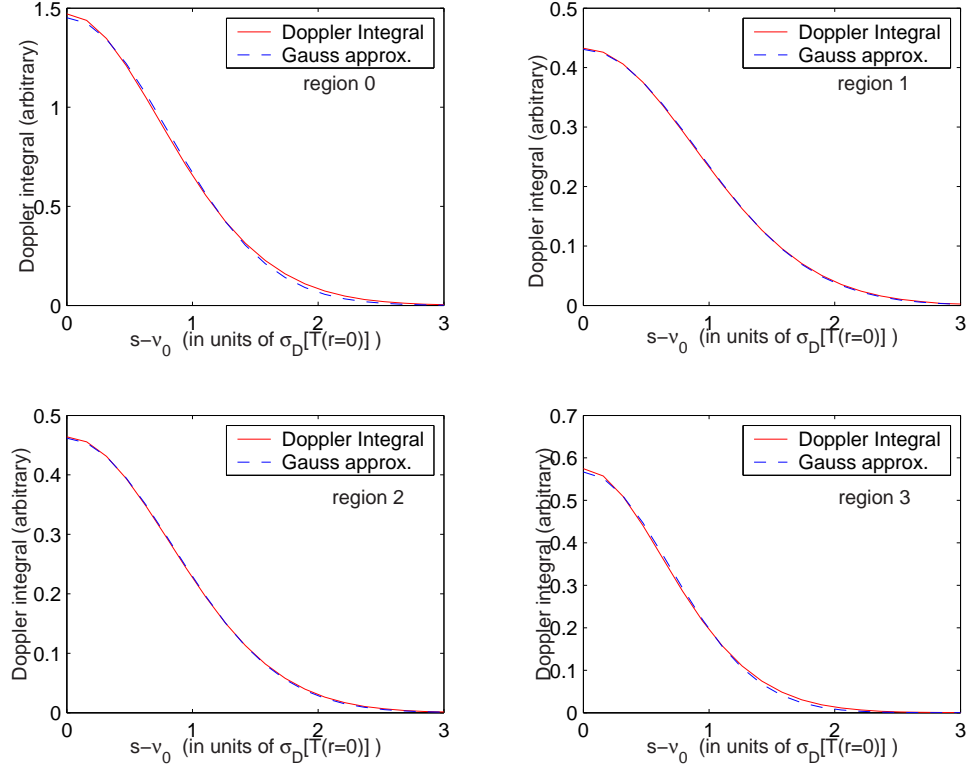 1.5
1
0.5
0
Doppler integral (arbitrary)
Doppler Integral
Gauss approx.
region 0
0 1 2 3
s−ν0 (in units of σD[T(r=0)] )
0.5
0.4
0.3
0.2
0.1
0
Doppler integral (arbitrary)
Doppler Integral
Gauss approx.
region 1
0 1 2 3
s−ν0 (in units of σD[T(r=0)] )
0.5
0.4
0.3
0.2
0.1
0
Doppler integral (arbitrary)
Doppler Integral
Gauss approx.
region 2
0 1 2 3
s−ν0 (in units of σD[T(r=0)] )
0.7
0.6
0.5
0.4
0.3
0.2
0.1
0
Doppler integral (arbitrary)
Doppler Integral
Gauss approx.
region 3
0 1 2 3
s−ν0 (in units of σD[T(r=0)] )